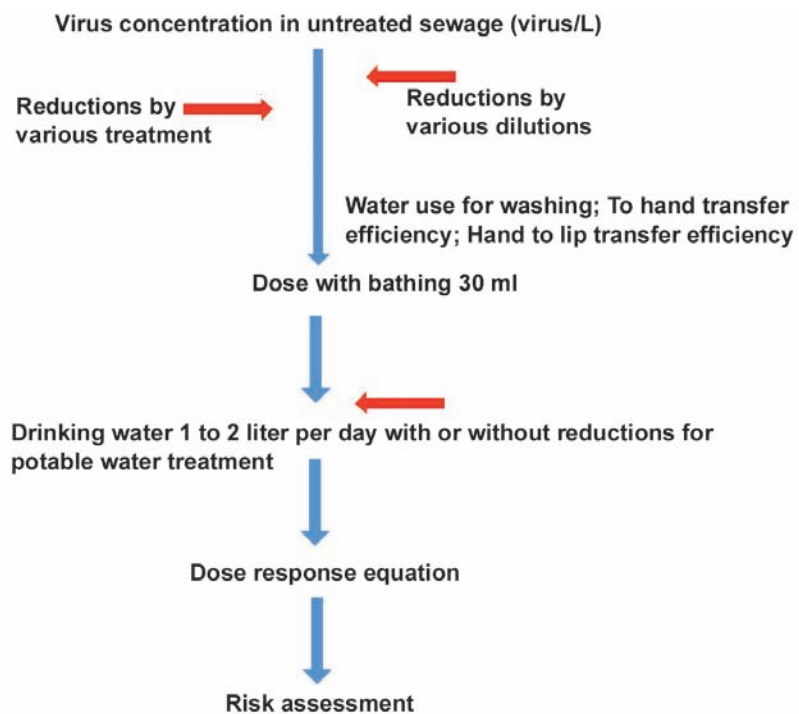 Virus concentration in untreated sewage (virus/L)
Reductions by
various treatment
Reductions by
various dilutions
Water use for washing; To hand transfer
efficiency; Hand to lip transfer efficiency
Dose with bathing 30 ml
Drinking water 1 to 2 liter per day with or without reductions for
potable water treatment
Dose response equation
Risk assessment